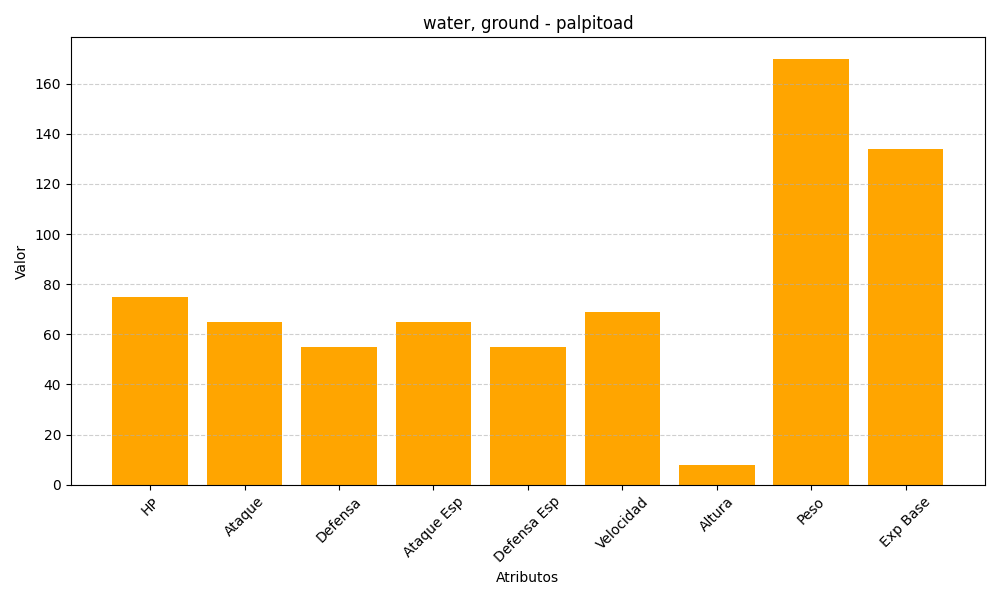 water, ground - palpitoad
Valor
160
140
120
100
80
60
40
20
0
HP
Ataque
Defensa
Ataque Esp
Defensa Esp
Velocidad
Altura
Peso
Exp Base
Atributos